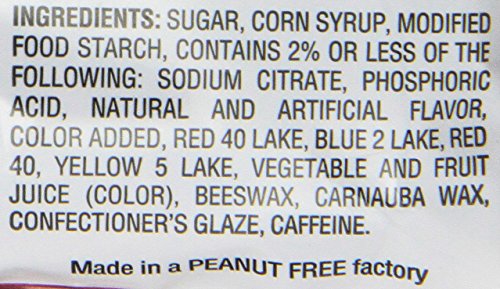 INGREDIENTS: SUGAR, CORN SYRUP, MODIFIED
FOOD STARCH, CONTAINS 2% OR LESS OF THE
FOLLOWING: SODIUM CITRATE, PHOSPHORIC
ACID, NATURAL AND ARTIFICIAL FLAVOR,
COLOR ADDED, RED 40 LAKE, BLUE 2 LAKE, RED
40, YELLOW 5 LAKE, VEGETABLE AND FRUIT
JUICE (COLOR), BEESWAX, CARNAUBA WAX,
CONFECTIONER'S GLAZE, CAFFEINE.
Made in a PEANUT FREE factory